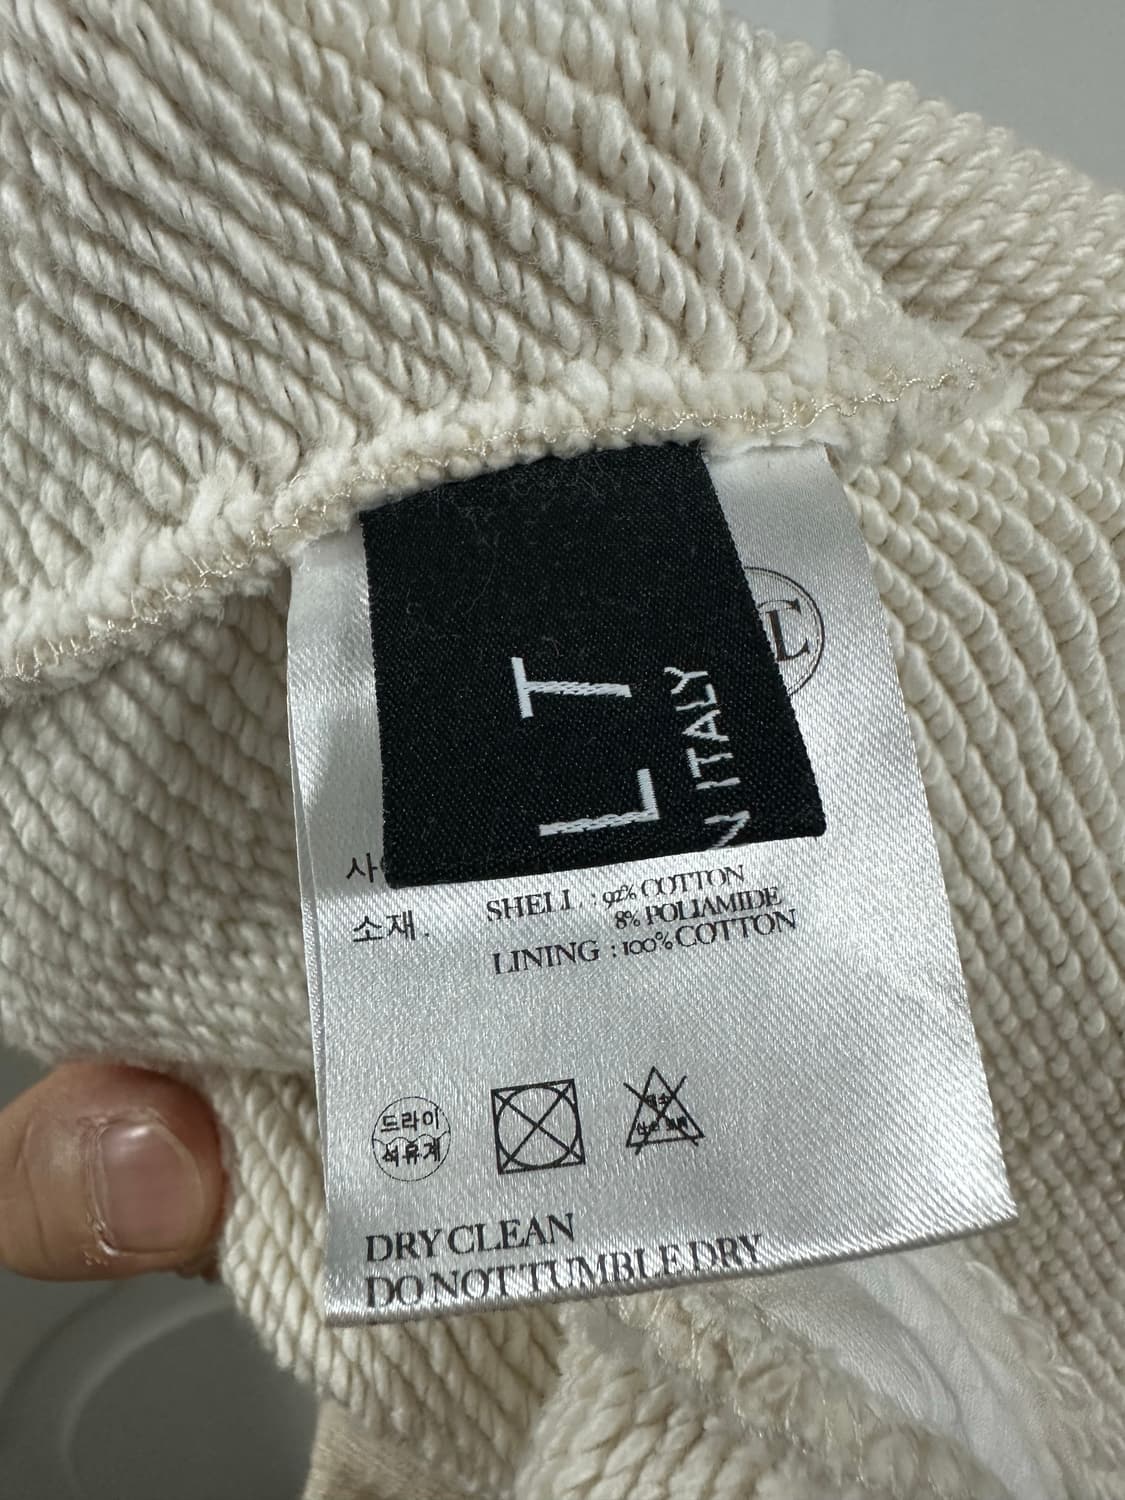 L T
N ITALY
사
소재.
SHELL : 92% COTTON
8% POLIAMIDE
LINING : 100% COTTON
드라이
석유계
DRY CLEAN
DO NOT TUMBLE DRY